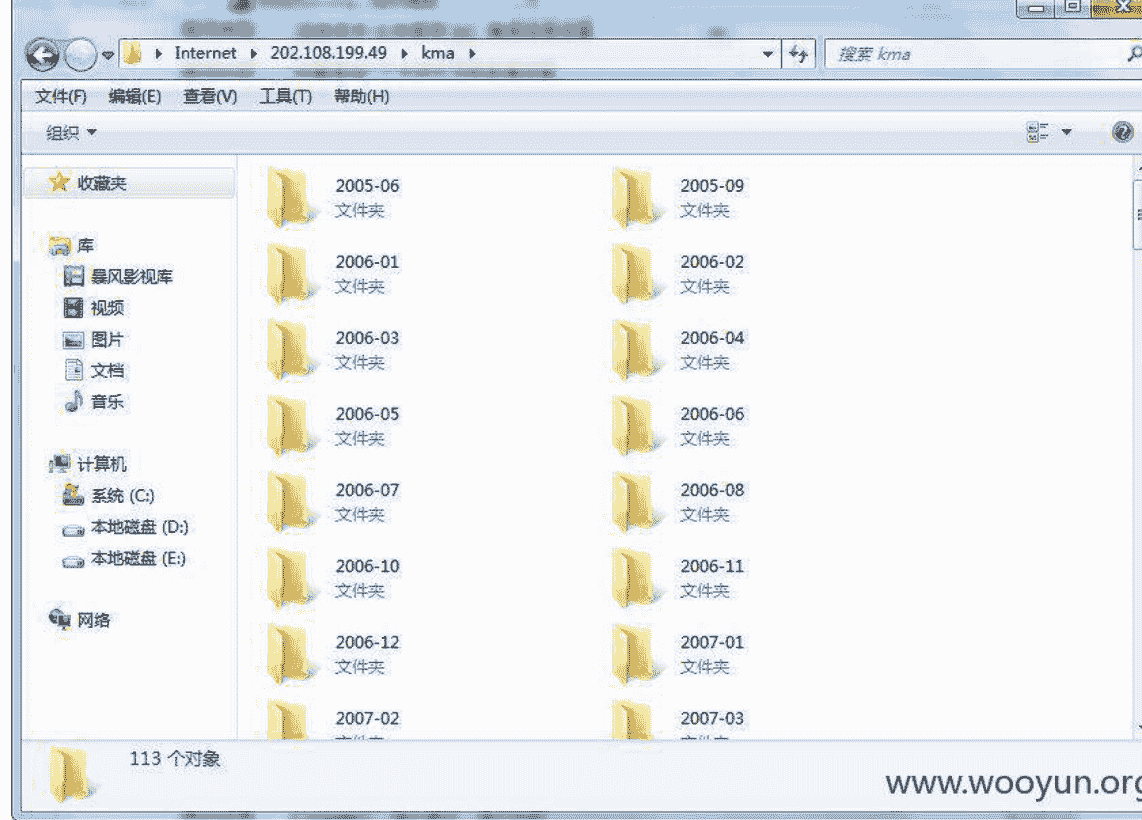 Internet 202.108.199.49 kma
搜索 kma
文件(F) 编辑(E) 查看(V) 工具(T) 帮助(H)
组织
收藏夹
库
暴风影视库
视频
图片
文档
音乐
计算机
系统 (C:)
本地磁盘 (D:)
本地磁盘 (E:)
网络
2005-06 2005-09
文件夹 文件夹
2006-01 2006-02
文件夹 文件夹
2006-03 2006-04
文件夹 文件夹
2006-05 2006-06
文件夹 文件夹
2006-07 2006-08
文件夹 文件夹
2006-10 2006-11
文件夹 文件夹
2006-12 2007-01
文件夹 文件夹
2007-02 2007-03
113 个对象
www.wooyun.org